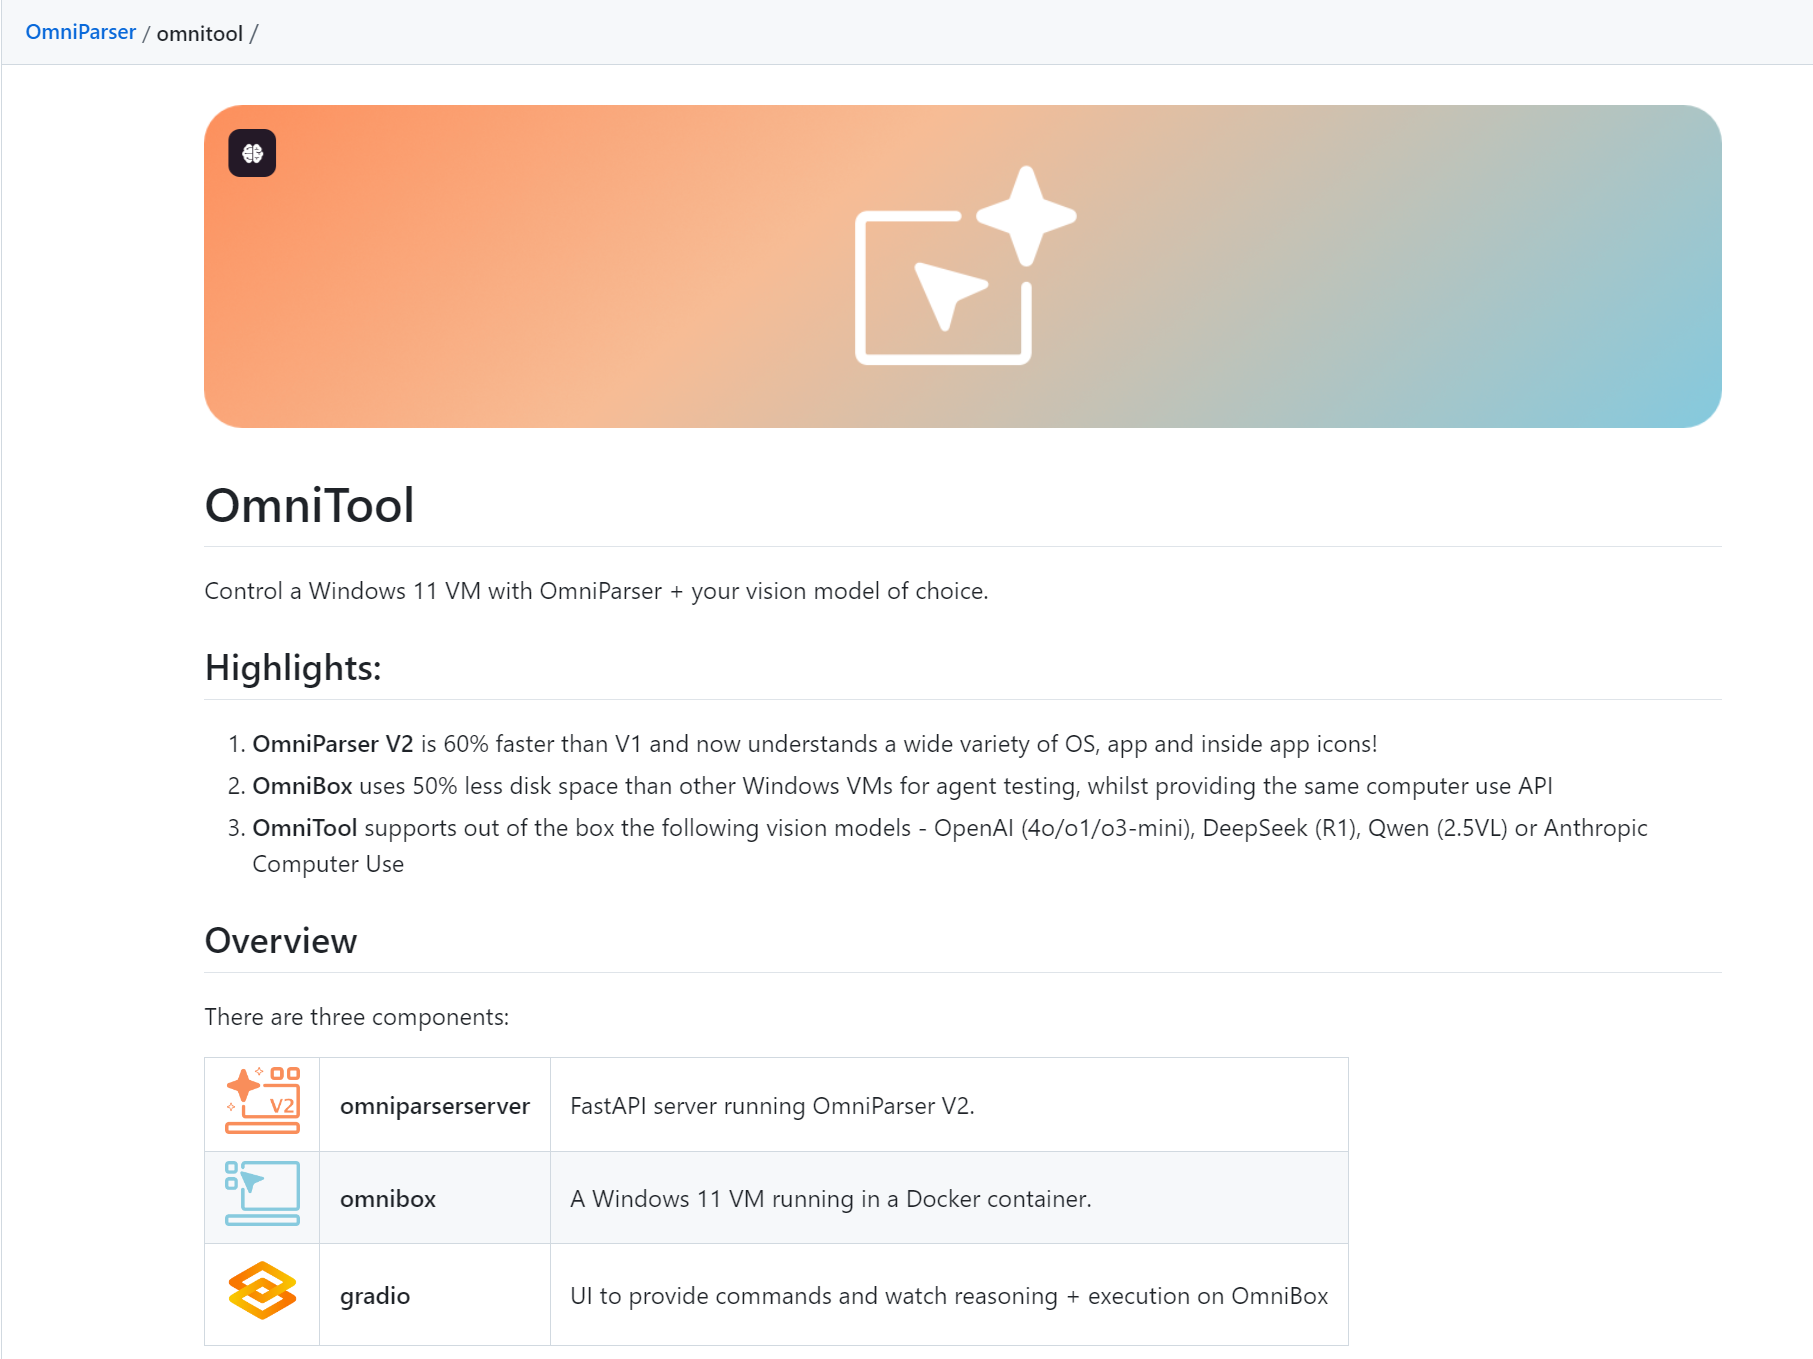 OmniParser / omnitool /
OmniTool
Control a Windows 11 VM with OmniParser + your vision model of choice.
Highlights:
1. OmniParser V2 is 60% faster than V1 and now understands a wide variety of OS, app and inside app icons!
2. OmniBox uses 50% less disk space than other Windows VMs for agent testing, whilst providing the same computer use API
3. OmniTool supports out of the box the following vision models - OpenAI (4o/o1/o3-mini), DeepSeek (R1), Qwen (2.5VL) or Anthropic
Computer Use
Overview
There are three components:
V2 omniparserserver FastAPI server running OmniParser V2.
omnibox A Windows 11 VM running in a Docker container.
gradio UI to provide commands and watch reasoning + execution on OmniBox